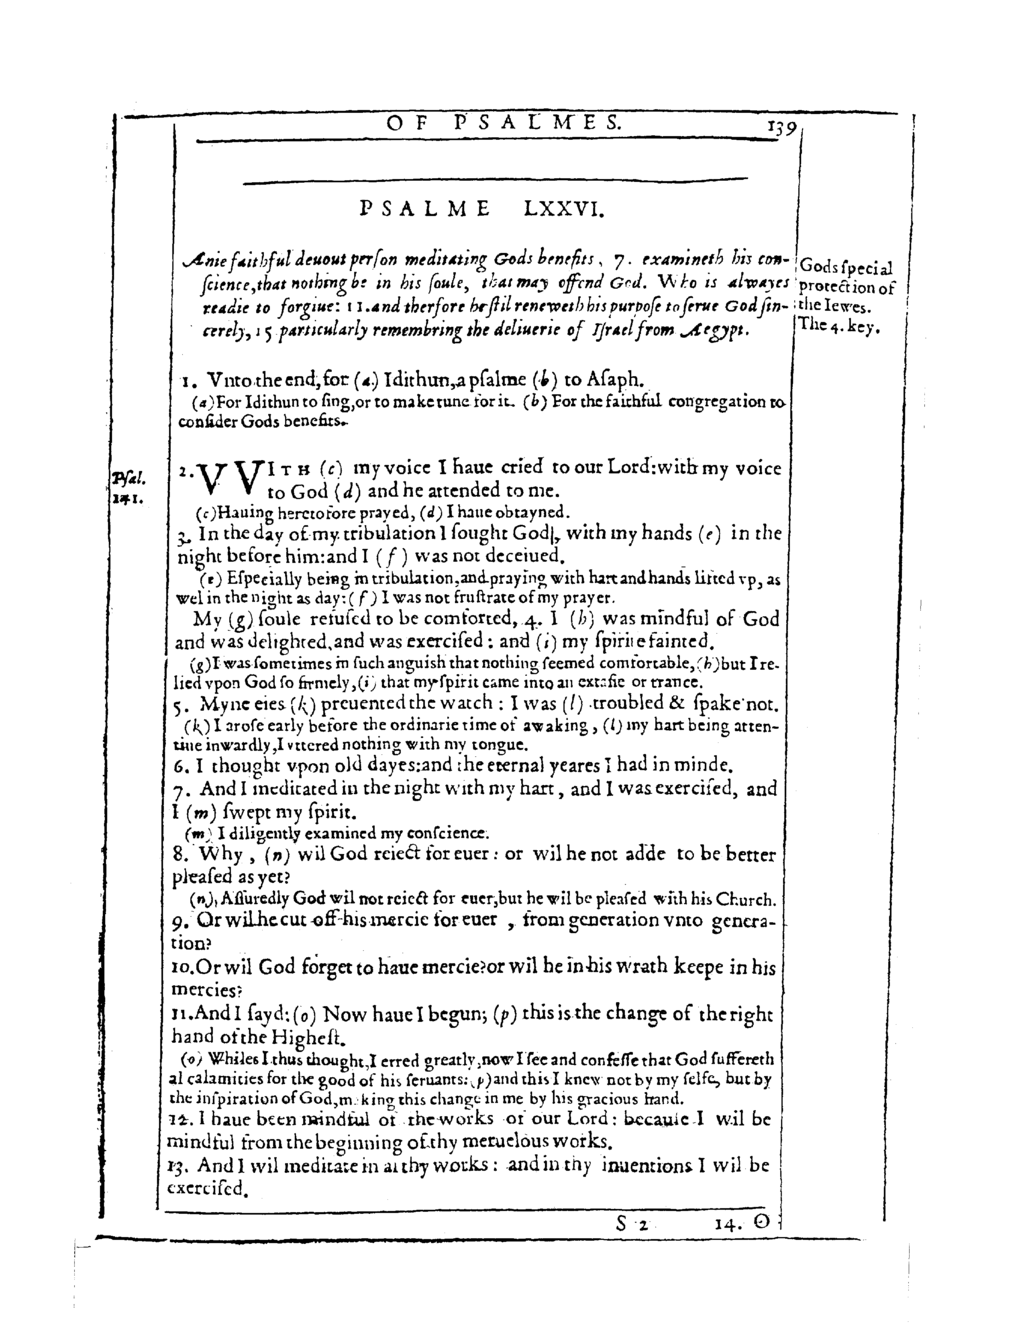 OF PSALMES. 139
PSALME LXXVI.
Anie faithful deuout perſon meditating Gods benefits, 7. examineth his con-
ſcience, that nothing be in his ſoule, that may offend God. Who is alwayes
readie to forgiue: 11. and therfore he ſtil reneweth his purpoſe to ſerue God ſin-
cerely, 15 particularly remembring the deliuerie of Iſrael from Aegypt.
Gods ſpecial
protection of
the Iewes.
The 4. key.
1. Vnto the end, for (a) Idithun, a pſalme (b) to Aſaph.
(a) For Idithun to ſing, or to make tune for it. (b) For the faithful congregation to
conſider Gods benefits.
Pſal.
141.
2. VVITH (c) my voice I haue cried to our Lord: with my voice
to God (d) and he attended to me.
(c) Hauing heretofore prayed, (d) I haue obtayned.
3. In the day of my tribulation I ſought God, with my hands (e) in the
night before him: and I (f) was not deceiued.
(e) Eſpecially being in tribulation, and praying with hart and hands lifted vp, as
wel in the night as day: (f) I was not fruſtrate of my prayer.
My (g) ſoule refuſed to be comforted, 4. I (h) was mindful of God
and was delighted, and was exerciſed: and (i) my ſpirite fainted.
(g) I was ſometimes in ſuch anguish that nothing ſeemed comfortable, (h) but I re-
lied vpon God ſo firmely, (i) that my ſpirit came into an extaſie or trance.
5. Myne eies (k) preuented the watch: I was (l) troubled & ſpake not.
(k) I aroſe early before the ordinarie time of awaking, (l) my hart being atten-
tiue inwardly, I vttered nothing with my tongue.
6. I thought vpon old dayes: and the eternal yeares I had in minde.
7. And I meditated in the night with my hart, and I was exerciſed, and
I (m) ſwept my ſpirit.
(m) I diligently examined my conſcience.
8. Why, (n) wil God reiect for euer: or wil he not adde to be better
pleaſed as yet?
(n) Aſſuredly God wil not reiect for euer, but he wil be pleaſed with his Church.
9. Or wil he cut off his mercie for euer, from generation vnto genera-
tion?
10. Or wil God forget to haue mercie? or wil he in his wrath keepe in his
mercies?
11. And I ſayd: (o) Now haue I begun; (p) this is the change of the right
hand of the Higheſt.
(o) Whiles I thus thought, I erred greatly, now I ſee and confeſſe that God ſuffereth
al calamities for the good of his ſeruants: (p) and this I knew not by my ſelfe, but by
the inſpiration of God, making this change in me by his gracious hand.
12. I haue been mindful of the works of our Lord: becauſe I wil be
mindful from the beginning of thy meruelous works.
13. And I wil meditate in al thy works: and in thy inuentions I wil be
exerciſed.
S 2 14. O